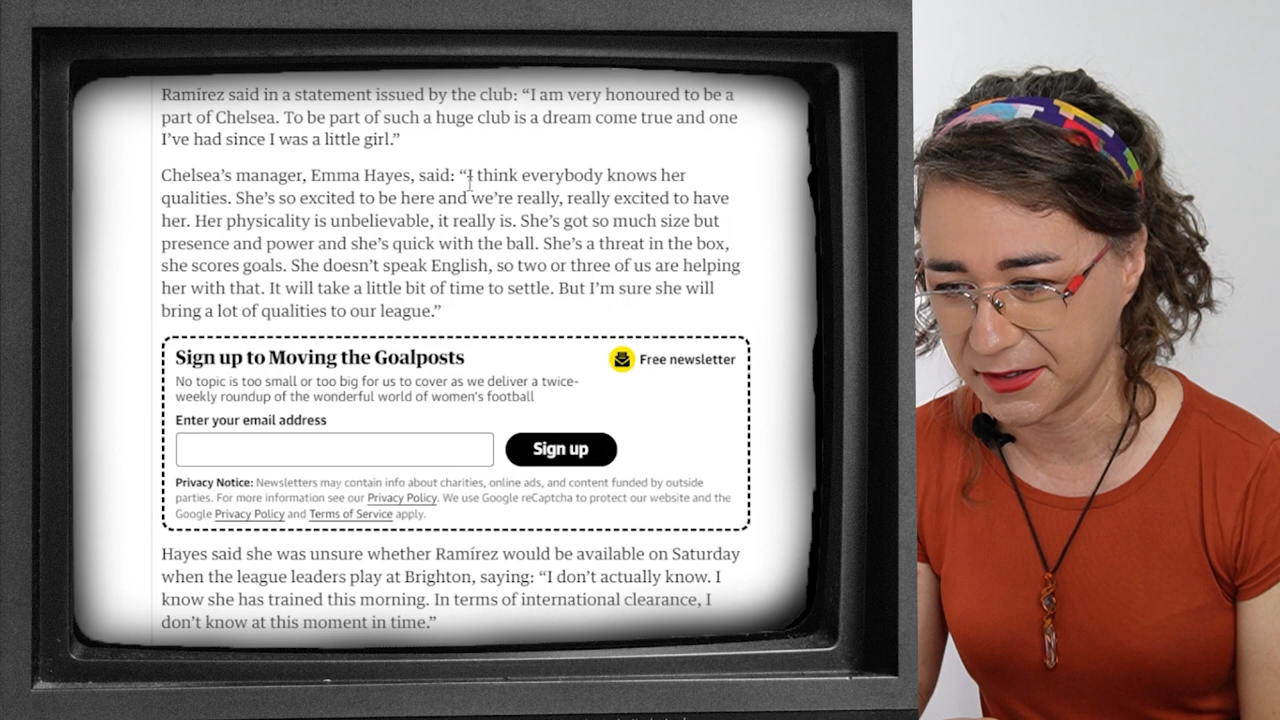 Ramírez said in a statement issued by the club: “I am very honoured to be a
part of Chelsea. To be part of such a huge club is a dream come true and one
I’ve had since I was a little girl.”
Chelsea’s manager, Emma Hayes, said: “I think everybody knows her
qualities. She’s so excited to be here and we’re really, really excited to have
her. Her physicality is unbelievable, it really is. She’s got so much size but
presence and power and she’s quick with the ball. She’s a threat in the box,
she scores goals. She doesn’t speak English, so two or three of us are helping
her with that. It will take a little bit of time to settle. But I’m sure she will
bring a lot of qualities to our league.”
Sign up to Moving the Goalposts
Free newsletter
No topic is too small or too big for us to cover as we deliver a twice-
weekly roundup of the wonderful world of women’s football
Enter your email address
Sign up
Privacy Notice: Newsletters may contain info about charities, online ads, and content funded by outside
parties. For more information see our Privacy Policy. We use Google reCaptcha to protect our website and the
Google Privacy Policy and Terms of Service apply.
Hayes said she was unsure whether Ramírez would be available on Saturday
when the league leaders play at Brighton, saying: “I don’t actually know. I
know she has trained this morning. In terms of international clearance, I
don’t know at this moment in time.”